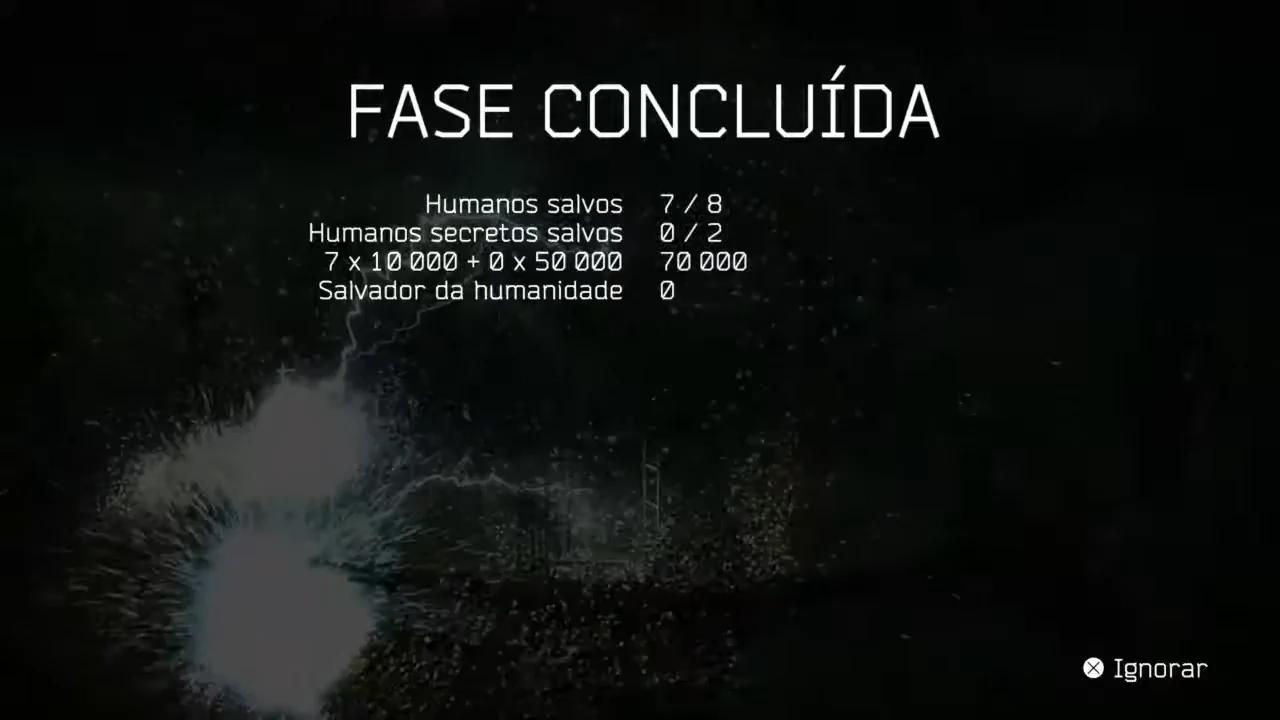 FASE CONCLUÍDA
Humanos salvos 7 / 8
Humanos secretos salvos 0 / 2
7 x 10 000 + 0 x 50 000 70 000
Salvador da humanidade 0
Ignorar